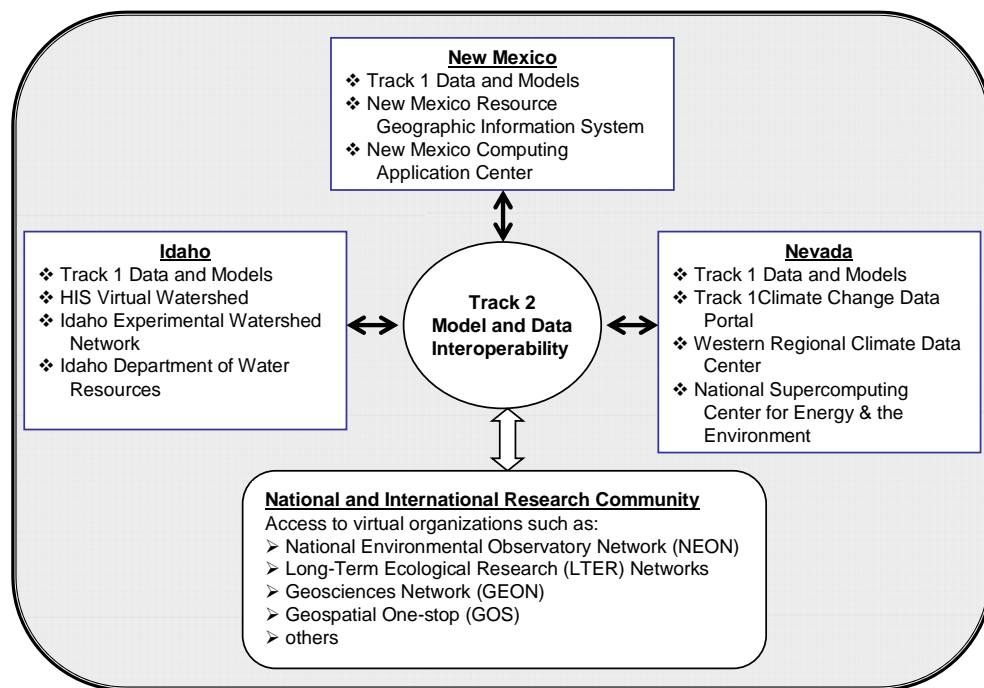 New Mexico
❖ Track 1 Data and Models
❖ New Mexico Resource
Geographic Information System
❖ New Mexico Computing
Application Center
Idaho
❖ Track 1 Data and Models
❖ HIS Virtual Watershed
❖ Idaho Experimental Watershed
Network
❖ Idaho Department of Water
Resources
Track 2
Model and Data
Interoperability
Nevada
❖ Track 1 Data and Models
❖ Track 1Climate Change Data
Portal
❖ Western Regional Climate Data
Center
❖ National Supercomputing
Center for Energy & the
Environment
National and International Research Community
Access to virtual organizations such as:
➢ National Environmental Observatory Network (NEON)
➢ Long-Term Ecological Research (LTER) Networks
➢ Geosciences Network (GEON)
➢ Geospatial One-stop (GOS)
➢ others